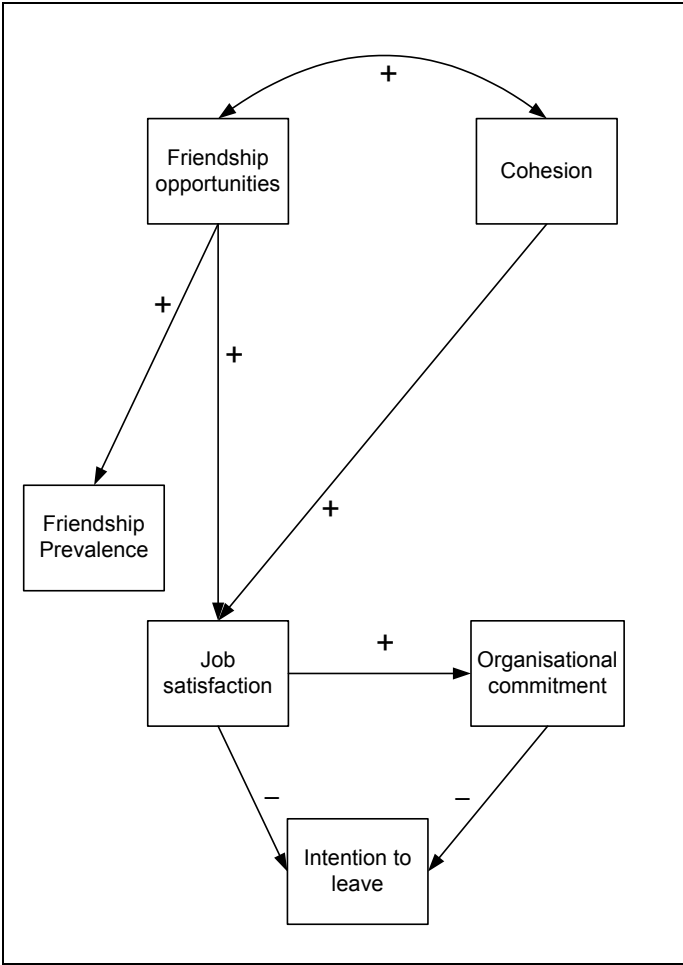 +
Friendship
opportunities
Cohesion
+
+
+
Friendship
Prevalence
Job
satisfaction
+
Organisational
commitment
–
–
Intention to
leave